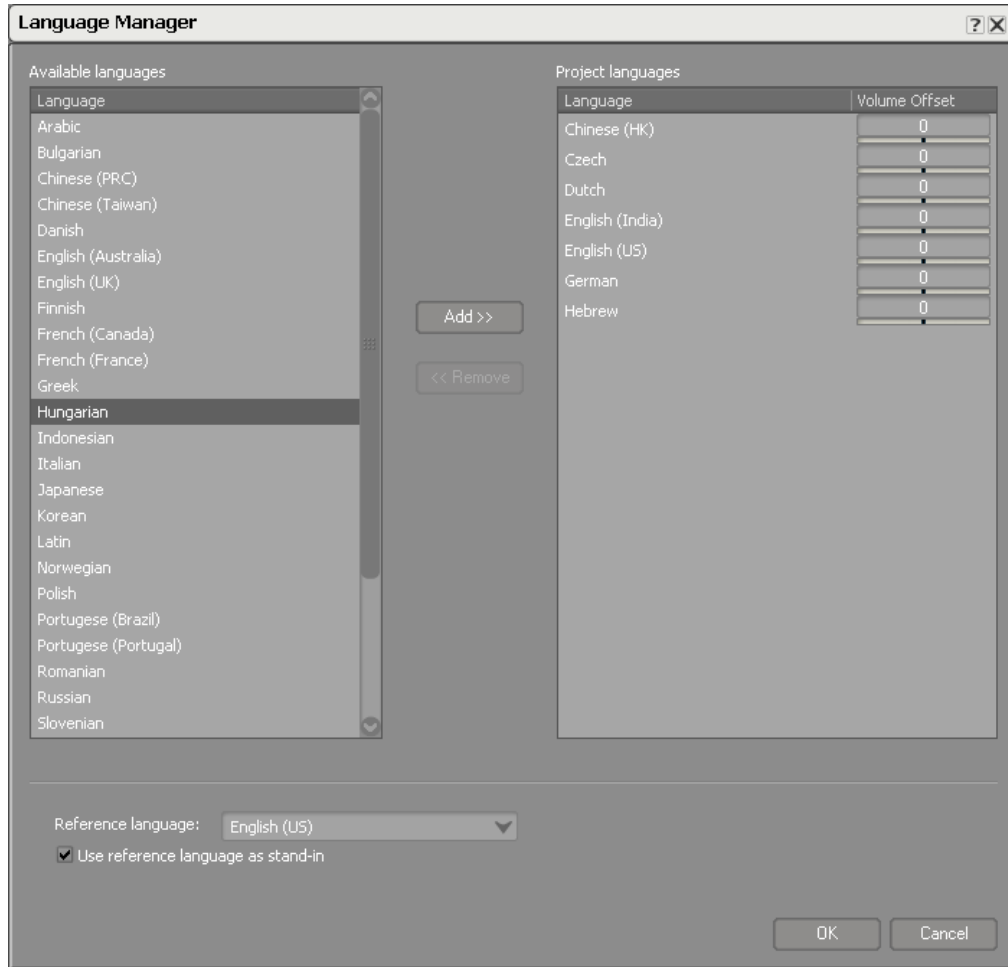 Language Manager
?
Available languages
Language
Arabic
Bulgarian
Chinese (PRC)
Chinese (Taiwan)
Danish
English (Australia)
English (UK)
Finnish
French (Canada)
French (France)
Greek
Hungarian
Indonesian
Italian
Japanese
Korean
Latin
Norwegian
Polish
Portugese (Brazil)
Portugese (Portugal)
Romanian
Russian
Slovenian
Add >>
<< Remove
Project languages
Language Volume Offset
Chinese (HK) 0
Czech 0
Dutch 0
English (India) 0
English (US) 0
German 0
Hebrew 0
Reference language: English (US)
Use reference language as stand-in
OK Cancel